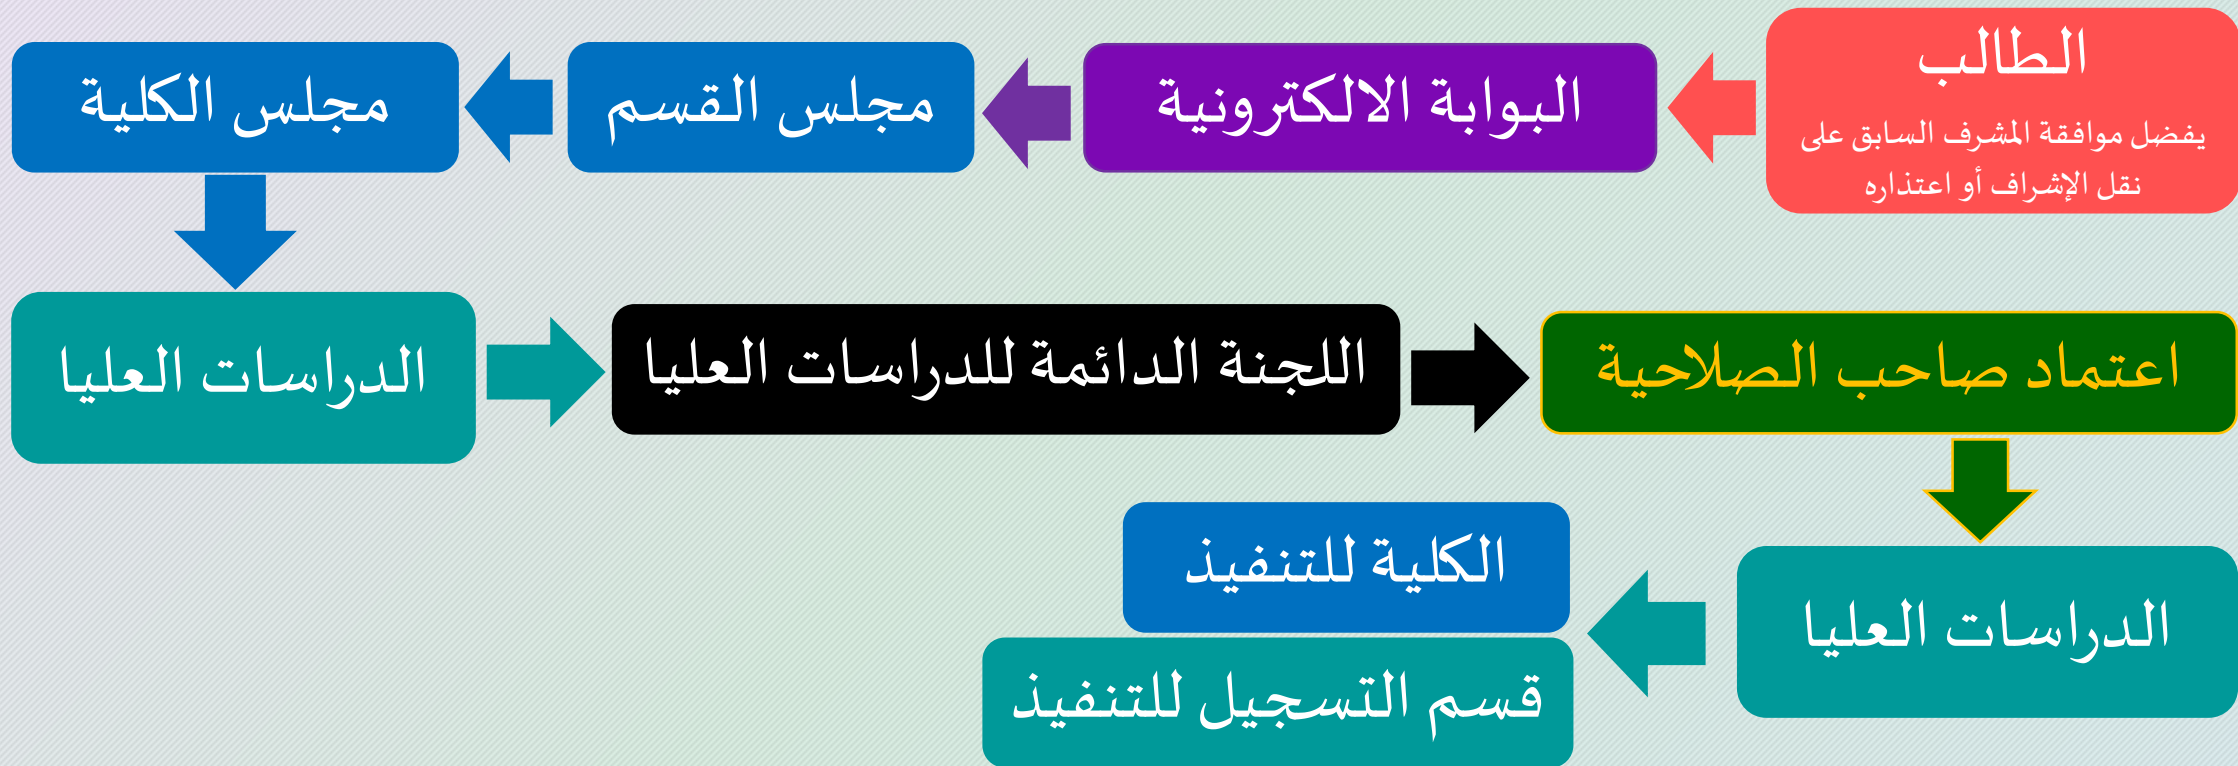 الطالب
يفضل موافقة المشرف السابق على
نقل الإشراف أو اعتذاره
البوابة الالكترونية
مجلس القسم
مجلس الكلية
الدراسات العليا
اللجنة الدائمة للدراسات العليا
اعتماد صاحب الصلاحية
الدراسات العليا
الكلية للتنفيذ
قسم التسجيل للتنفيذ